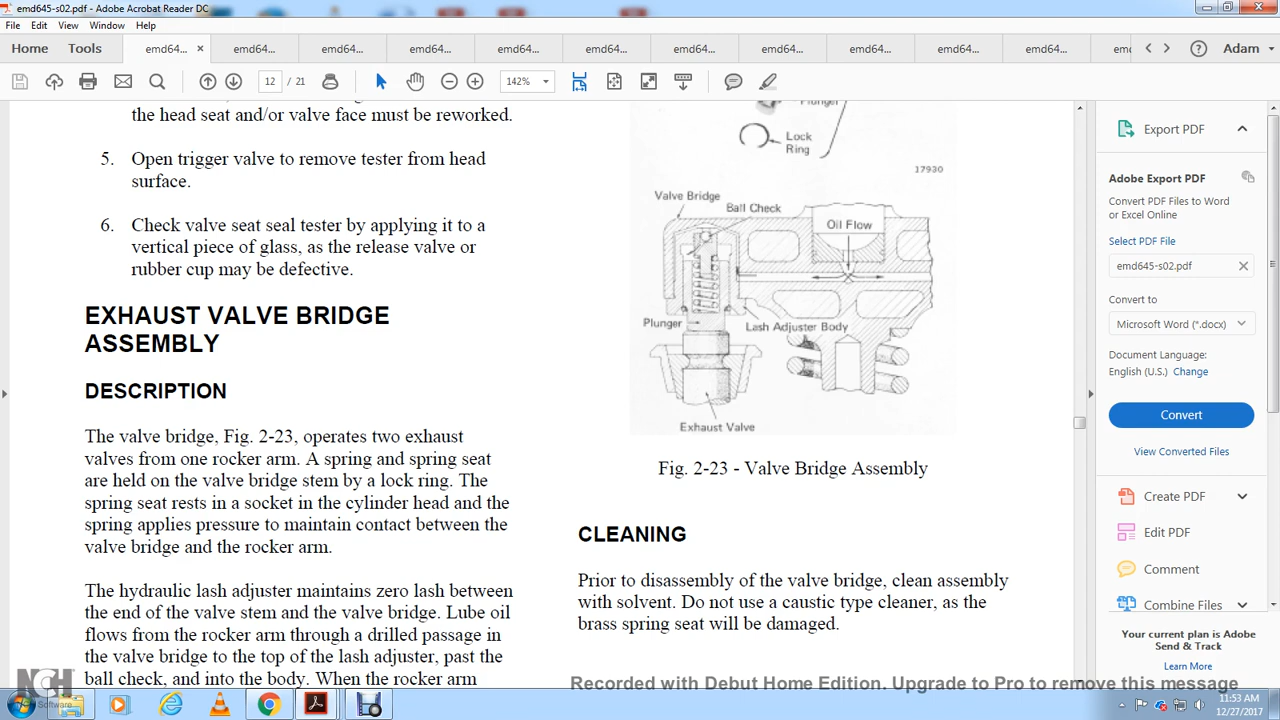 emd645-s02.pdf - Adobe Acrobat Reader DC
File Edit View Window Help
Home Tools emd64... × emd64... emd64... emd64... emd64... emd64... emd64... emd64... emd64... emd64... emd64... Adam
12 / 21 142%
the head seat and/or valve face must be reworked.
5. Open trigger valve to remove tester from head
surface.
6. Check valve seat seal tester by applying it to a
vertical piece of glass, as the release valve or
rubber cup may be defective.
EXHAUST VALVE BRIDGE
ASSEMBLY
DESCRIPTION
The valve bridge, Fig. 2-23, operates two exhaust
valves from one rocker arm. A spring and spring seat
are held on the valve bridge stem by a lock ring. The
spring seat rests in a socket in the cylinder head and the
spring applies pressure to maintain contact between the
valve bridge and the rocker arm.
The hydraulic lash adjuster maintains zero lash between
the end of the valve stem and the valve bridge. Lube oil
flows from the rocker arm through a drilled passage in
the valve bridge to the top of the lash adjuster, past the
ball check, and into the body. When the rocker arm
Plunger
Lock
Ring
17930
Valve Bridge
Ball Check
Oil Flow
Plunger
Lash Adjuster Body
Exhaust Valve
Fig. 2-23 - Valve Bridge Assembly
CLEANING
Prior to disassembly of the valve bridge, clean assembly
with solvent. Do not use a caustic type cleaner, as the
brass spring seat will be damaged.
Export PDF
Adobe Export PDF
Convert PDF Files to Word
or Excel Online
Select PDF File
emd645-s02.pdf
Convert to
Microsoft Word (*.docx)
Document Language:
English (U.S.) Change
Convert
View Converted Files
Create PDF
Edit PDF
Comment
Combine Files
Your current plan is Adobe
Send & Track
Learn More
NCH
Software
Recorded with Debut Home Edition. Upgrade to Pro to remove this message
11:53 AM
12/27/2017